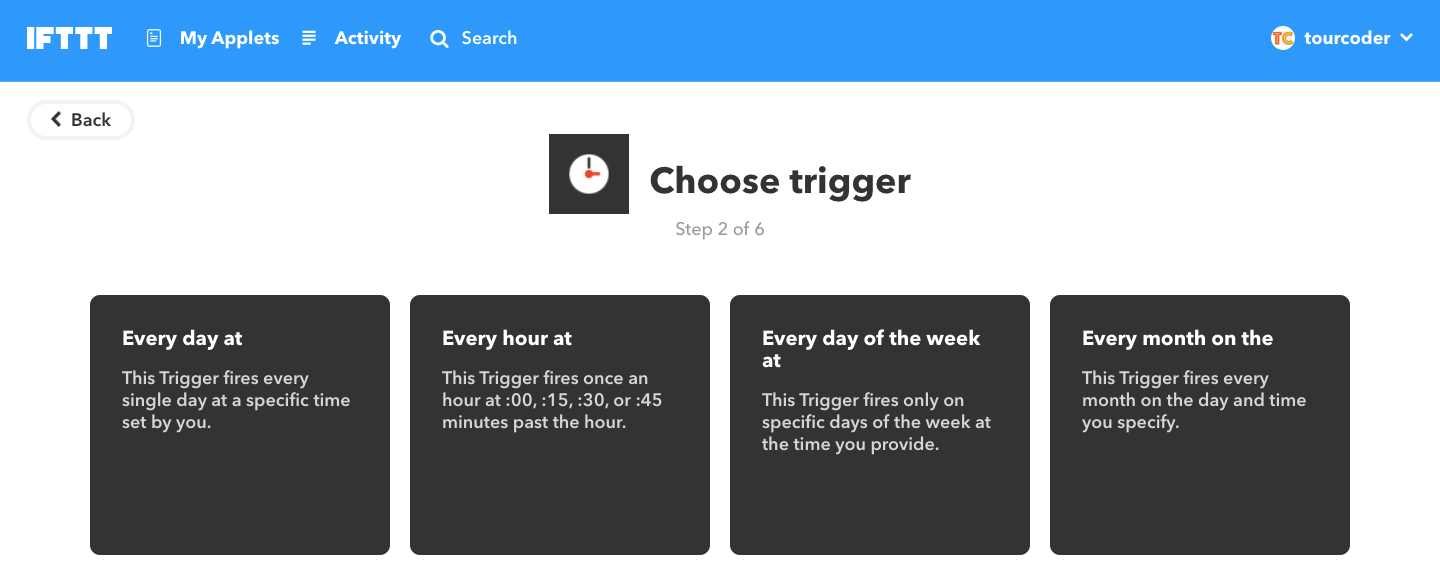 IFTTT My Applets Activity Search TC tourcoder
Back
Choose trigger
Step 2 of 6
Every day at
This Trigger fires every
single day at a specific time
set by you.
Every hour at
This Trigger fires once an
hour at :00, :15, :30, or :45
minutes past the hour.
Every day of the week
at
This Trigger fires only on
specific days of the week at
the time you provide.
Every month on the
This Trigger fires every
month on the day and time
you specify.